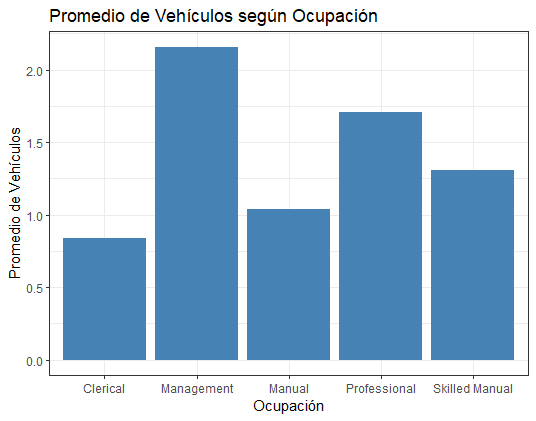 Promedio de Vehículos según Ocupación
Promedio de Vehículos
2.0
1.5
1.0
0.5
0.0
Clerical Management Manual Professional Skilled Manual
Ocupación